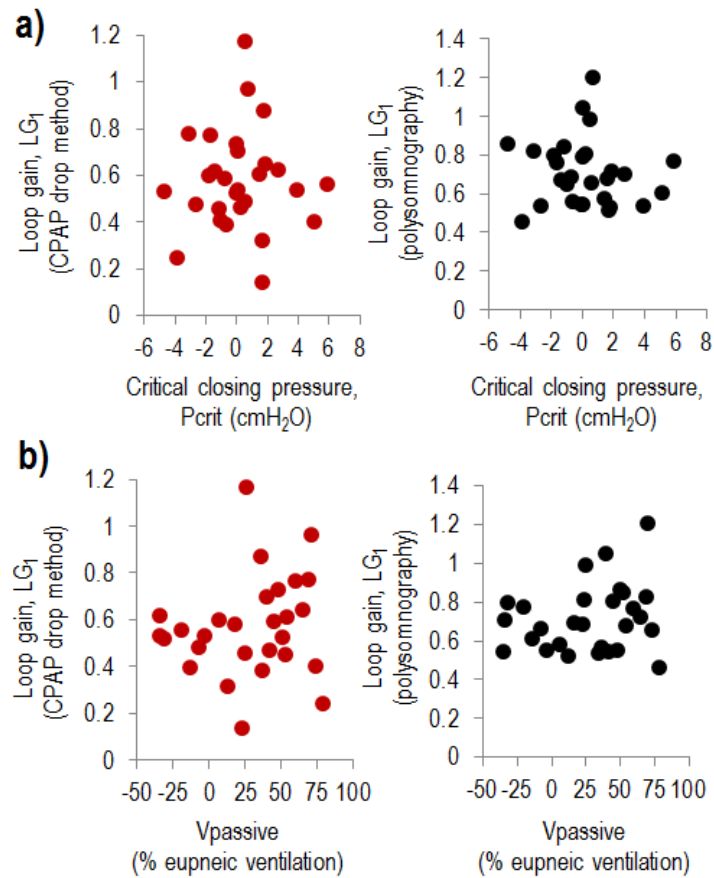 a)
1.2
1
0.8
0.6
0.4
0.2
0
Loop gain, LG1
(CPAP drop method)
-6 -4 -2 0 2 4 6 8
Critical closing pressure,
Pcrit (cmH2O)
1.4
1.2
1
0.8
0.6
0.4
0.2
0
Loop gain, LG1
(polysomnography)
-6 -4 -2 0 2 4 6 8
Critical closing pressure,
Pcrit (cmH2O)
b)
1.2
1
0.8
0.6
0.4
0.2
0
Loop gain, LG1
(CPAP drop method)
-50 -25 0 25 50 75 100
Vpassive
(% eupneic ventilation)
1.4
1.2
1
0.8
0.6
0.4
0.2
0
Loop gain, LG1
(polysomnography)
-50 -25 0 25 50 75 100
Vpassive
(% eupneic ventilation)